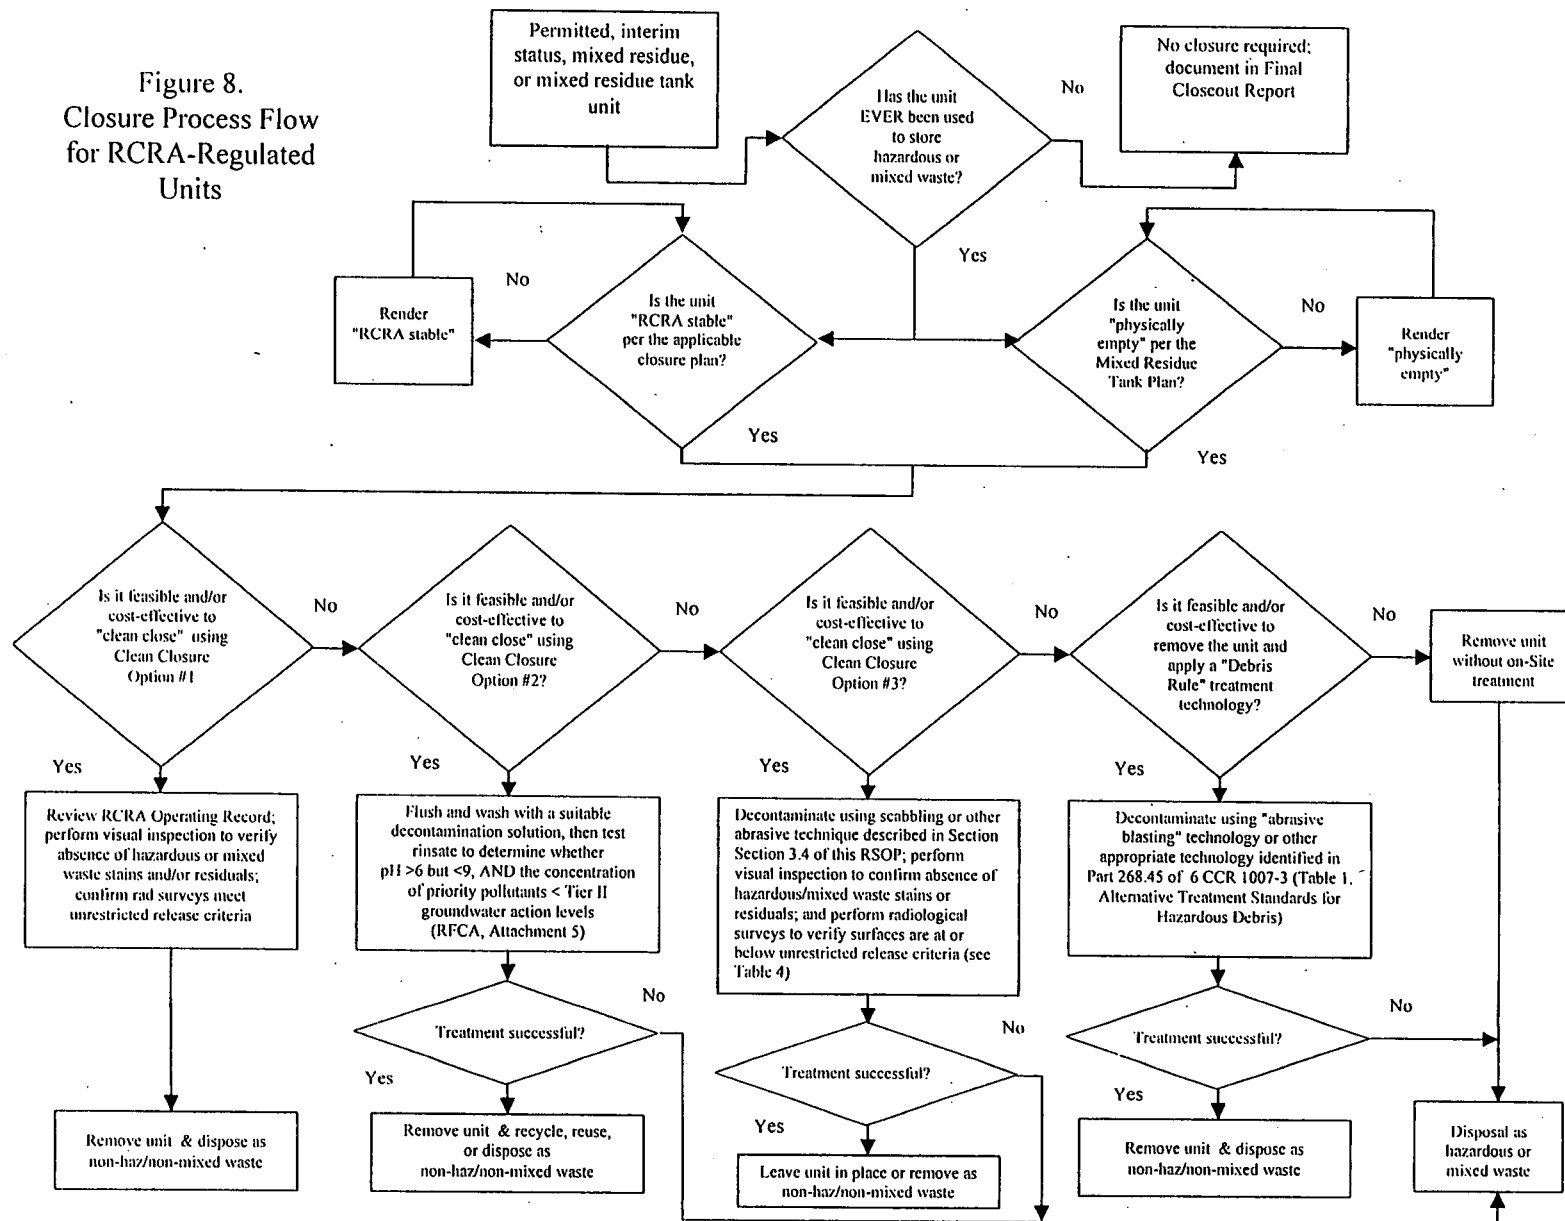 Figure 8.
Closure Process Flow
for RCRA-Regulated
Units
Permitted, interim
status, mixed residue,
or mixed residue tank
unit
Has the unit
EVER been used
to store
hazardous or
mixed waste?
No
No closure required;
document in Final
Closeout Report
Yes
Render
"RCRA stable"
No
Is the unit
"RCRA stable"
per the applicable
closure plan?
Yes
Is the unit
"physically
empty" per the
Mixed Residue
Tank Plan?
No
Render
"physically
empty"
Yes
Is it feasible and/or
cost-effective to
"clean close" using
Clean Closure
Option #1
No
Is it feasible and/or
cost-effective to
"clean close" using
Clean Closure
Option #2?
No
Is it feasible and/or
cost-effective to
"clean close" using
Clean Closure
Option #3?
No
Is it feasible and/or
cost-effective to
remove the unit and
apply a "Debris
Rule" treatment
technology?
No
Remove unit
without on-Site
treatment
Yes
Review RCRA Operating Record;
perform visual inspection to verify
absence of hazardous or mixed
waste stains and/or residuals;
confirm rad surveys meet
unrestricted release criteria
Yes
Flush and wash with a suitable
decontamination solution, then test
rinsate to determine whether
pH >6 but <9, AND the concentration
of priority pollutants < Tier II
groundwater action levels
(RFCA, Attachment 5)
Yes
Decontaminate using scabbling or other
abrasive technique described in Section
Section 3.4 of this RSOP; perform
visual inspection to confirm absence of
hazardous/mixed waste stains or
residuals; and perform radiological
surveys to verify surfaces are at or
below unrestricted release criteria (see
Table 4)
Yes
Decontaminate using "abrasive
blasting" technology or other
appropriate technology identified in
Part 268.45 of 6 CCR 1007-3 (Table 1.
Alternative Treatment Standards for
Hazardous Debris)
Treatment successful?
No
Yes
Treatment successful?
No
Yes
Treatment successful?
No
Yes
Remove unit & dispose as
non-haz/non-mixed waste
Remove unit & recycle, reuse,
or dispose as
non-haz/non-mixed waste
Leave unit in place or remove as
non-haz/non-mixed waste
Remove unit & dispose as
non-haz/non-mixed waste
Disposal as
hazardous or
mixed waste